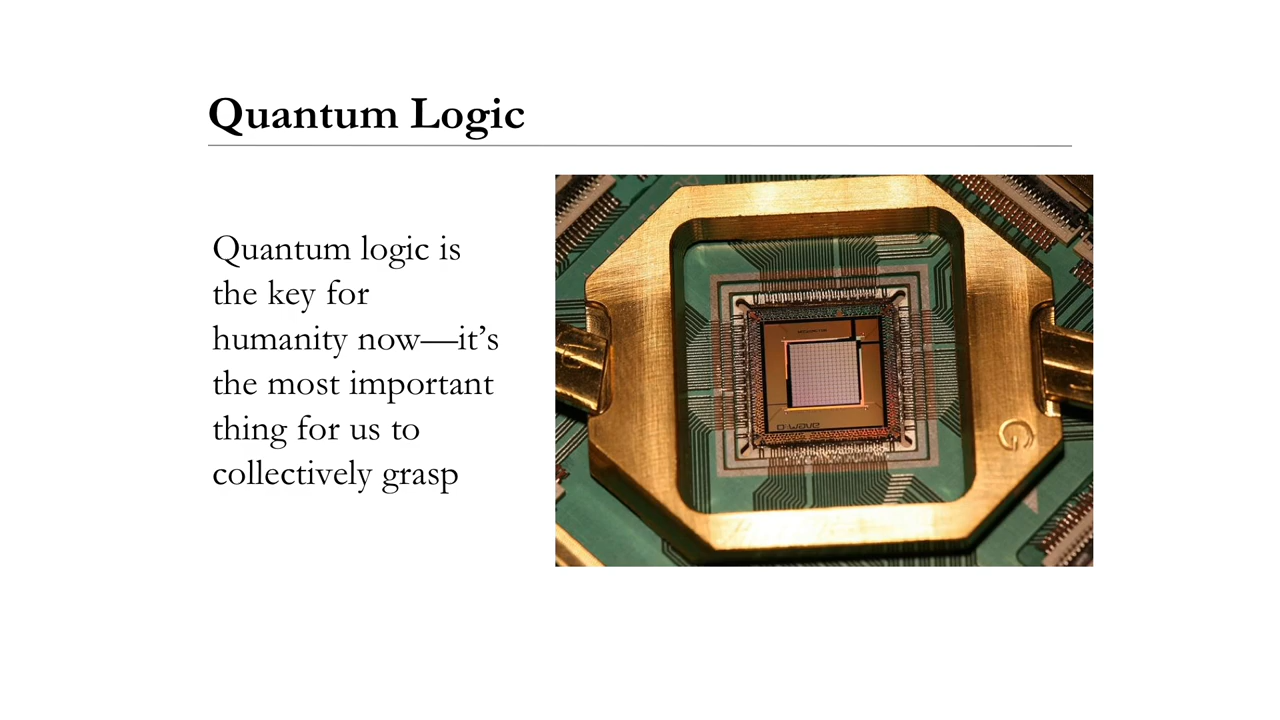 Quantum Logic
Quantum logic is
the key for
humanity now—it’s
the most important
thing for us to
collectively grasp
D:wave
G